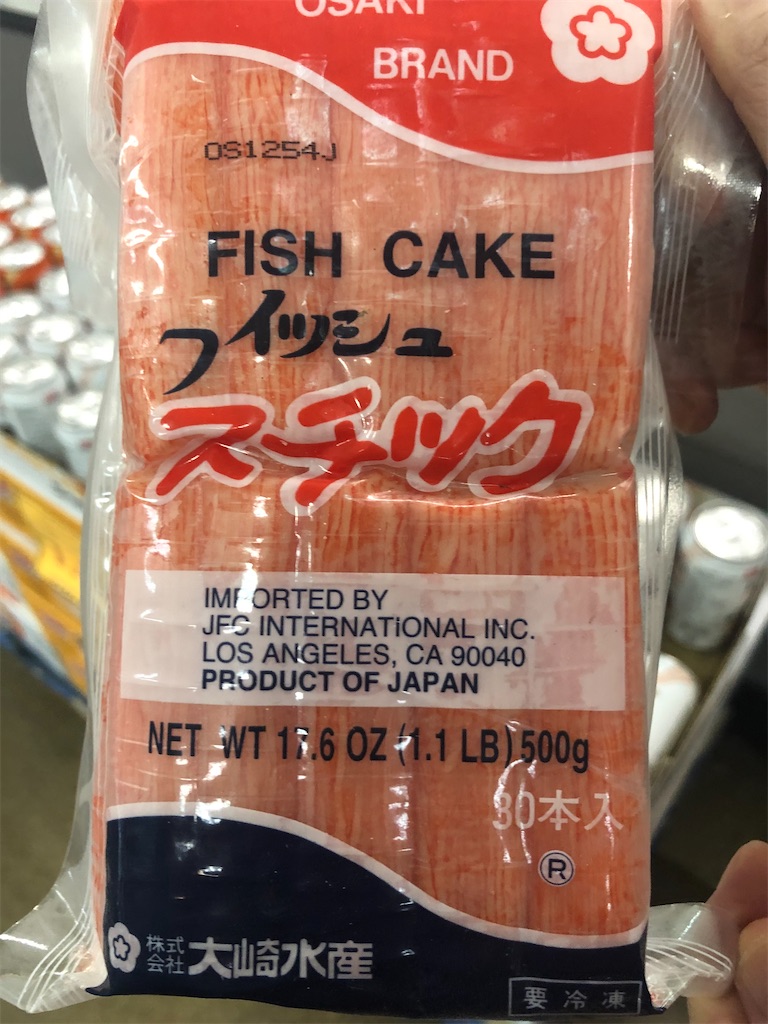 OSAKI
BRAND
OS1254J
FISH CAKE
フィッシュ
スチック
IMPORTED BY
JFC INTERNATIONAL INC.
LOS ANGELES, CA 90040
PRODUCT OF JAPAN
NET WT 17.6 OZ (1.1 LB) 500g
30本入
®
株式
会社 大崎水産
要冷凍